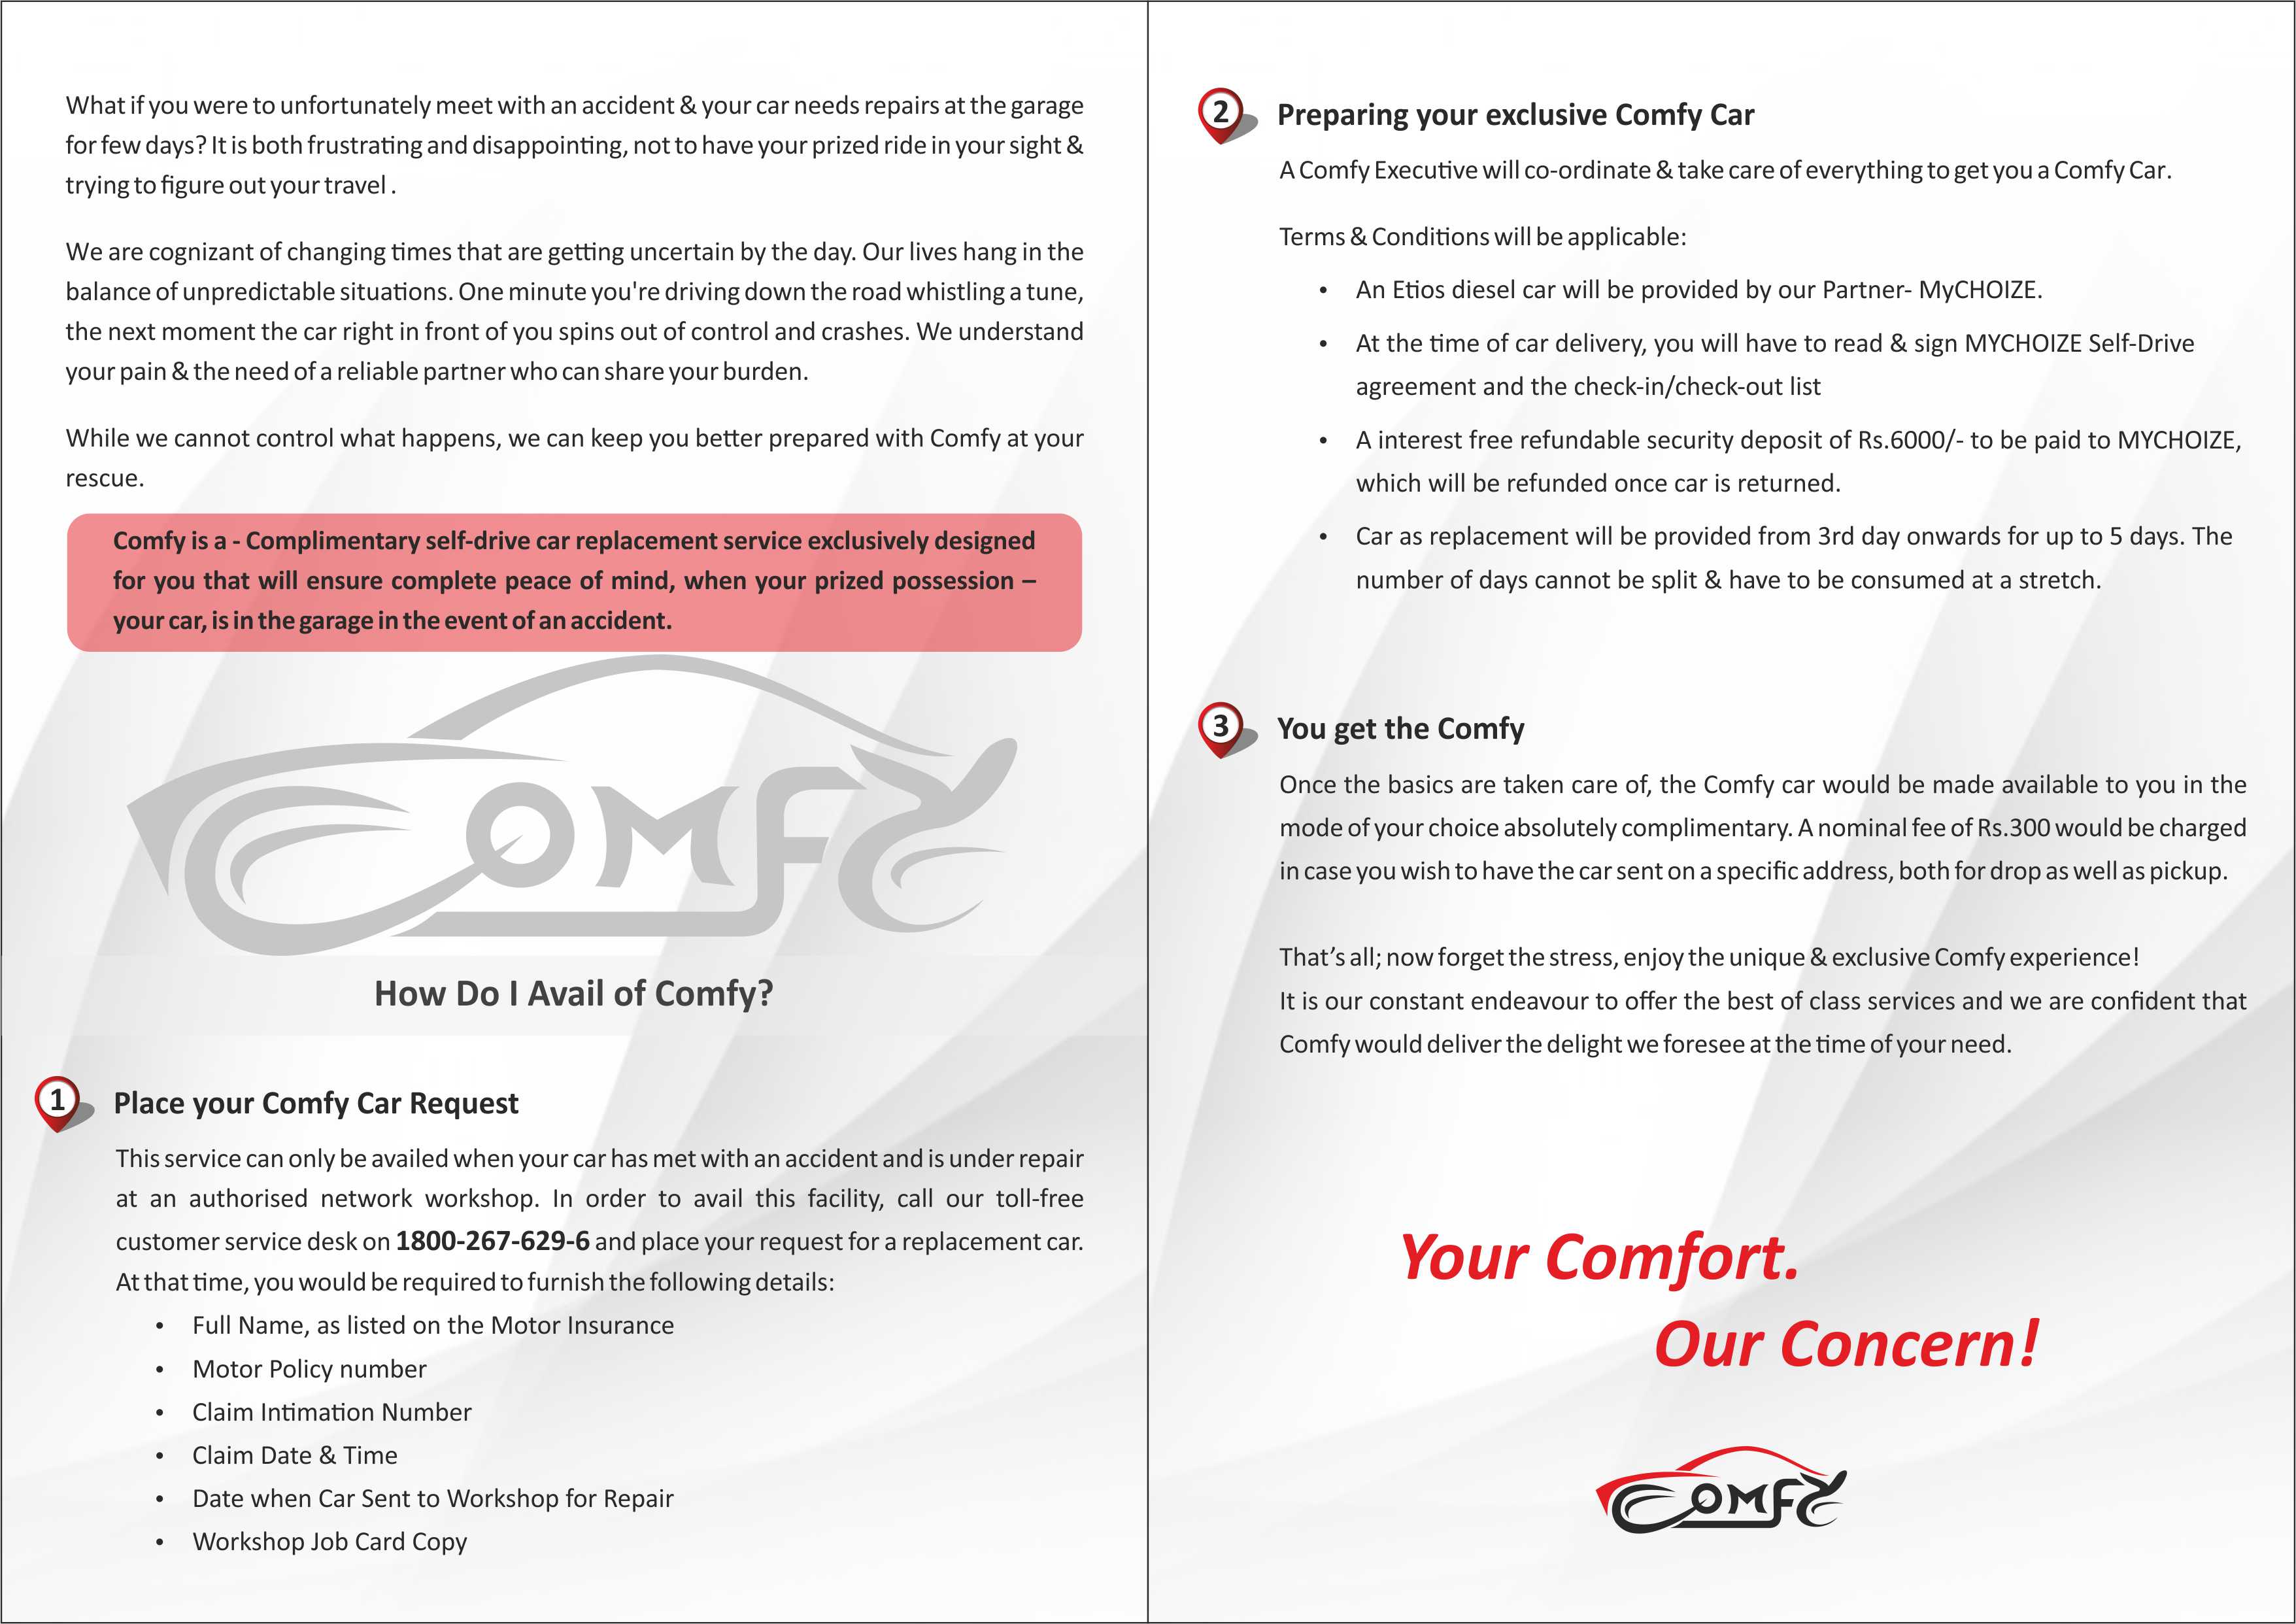 What if you were to unfortunately meet with an accident & your car needs repairs at the garage
for few days? It is both frustrating and disappointing, not to have your prized ride in your sight &
trying to figure out your travel .
We are cognizant of changing times that are getting uncertain by the day. Our lives hang in the
balance of unpredictable situations. One minute you're driving down the road whistling a tune,
the next moment the car right in front of you spins out of control and crashes. We understand
your pain & the need of a reliable partner who can share your burden.
While we cannot control what happens, we can keep you better prepared with Comfy at your
rescue.
Comfy is a - Complimentary self-drive car replacement service exclusively designed
for you that will ensure complete peace of mind, when your prized possession –
your car, is in the garage in the event of an accident.
COMFY
How Do I Avail of Comfy?
1 Place your Comfy Car Request
This service can only be availed when your car has met with an accident and is under repair
at an authorised network workshop. In order to avail this facility, call our toll-free
customer service desk on 1800-267-629-6 and place your request for a replacement car.
At that time, you would be required to furnish the following details:
• Full Name, as listed on the Motor Insurance
• Motor Policy number
• Claim Intimation Number
• Claim Date & Time
• Date when Car Sent to Workshop for Repair
• Workshop Job Card Copy
2 Preparing your exclusive Comfy Car
A Comfy Executive will co-ordinate & take care of everything to get you a Comfy Car.
Terms & Conditions will be applicable:
• An Etios diesel car will be provided by our Partner- MyCHOIZE.
• At the time of car delivery, you will have to read & sign MYCHOIZE Self-Drive
agreement and the check-in/check-out list
• A interest free refundable security deposit of Rs.6000/- to be paid to MYCHOIZE,
which will be refunded once car is returned.
• Car as replacement will be provided from 3rd day onwards for up to 5 days. The
number of days cannot be split & have to be consumed at a stretch.
3 You get the Comfy
Once the basics are taken care of, the Comfy car would be made available to you in the
mode of your choice absolutely complimentary. A nominal fee of Rs.300 would be charged
in case you wish to have the car sent on a specific address, both for drop as well as pickup.
That’s all; now forget the stress, enjoy the unique & exclusive Comfy experience!
It is our constant endeavour to offer the best of class services and we are confident that
Comfy would deliver the delight we foresee at the time of your need.
Your Comfort.
Our Concern!
COMFY